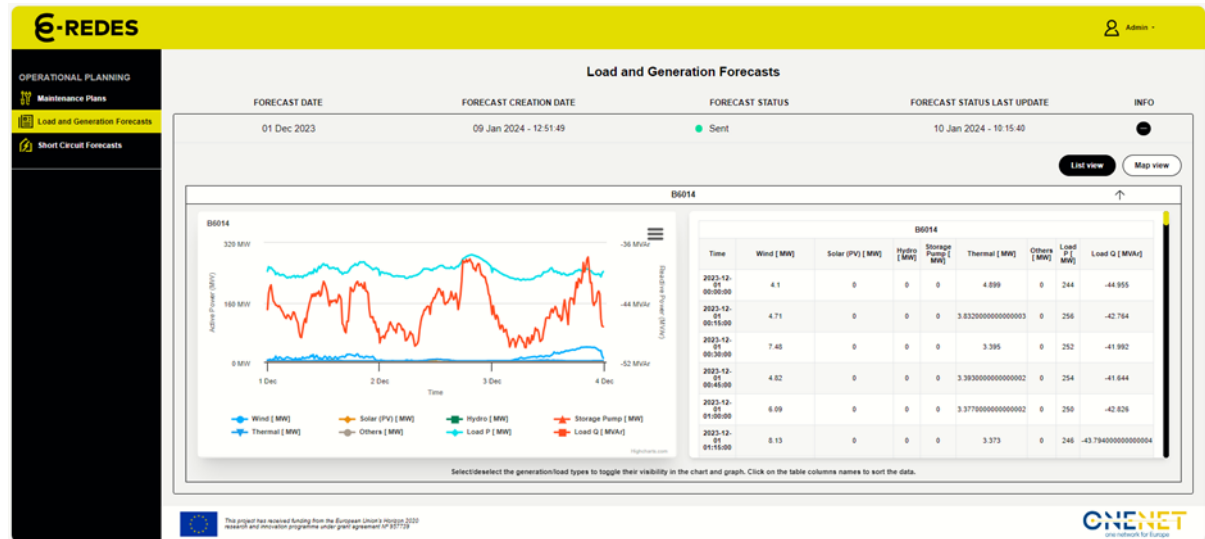 E-REDES
Admin
OPERATIONAL PLANNING
Maintenance Plans
Load and Generation Forecasts
Short Circuit Forecasts
Load and Generation Forecasts
FORECAST DATE FORECAST CREATION DATE FORECAST STATUS FORECAST STATUS LAST UPDATE INFO
01 Dec 2023 09 Jan 2024 - 12:51:49 Sent 10 Jan 2024 - 10:15:40
List view Map view
B6014
B6014
320 MW -36 MVAr
160 MW -44 MVAr
0 MW -52 MVAr
Active Power (MW)
Reactive Power (MVAr)
1 Dec 2 Dec 3 Dec 4 Dec
Time
Wind [ MW] Solar (PV) [ MW] Hydro [ MW] Storage Pump [ MW]
Thermal [ MW] Others [ MW] Load P [ MW] Load Q [ MVAr]
Highcharts.com
B6014
Time Wind [ MW] Solar (PV) [ MW] Hydro [ MW] Storage Pump [ MW] Thermal [ MW] Others [ MW] Load P [ MW] Load Q [ MVAr]
2023-12-01 00:00:00 4.1 0 0 0 4.899 0 244 -44.955
2023-12-01 00:15:00 4.71 0 0 0 3.8320000000000003 0 256 -42.764
2023-12-01 00:30:00 7.48 0 0 0 3.395 0 252 -41.992
2023-12-01 00:45:00 4.82 0 0 0 3.3930000000000002 0 254 -41.644
2023-12-01 01:00:00 6.09 0 0 0 3.3770000000000002 0 250 -42.826
2023-12-01 01:15:00 8.13 0 0 0 3.373 0 246 -43.794000000000004
Select/deselect the generation/load types to toggle their visibility in the chart and graph. Click on the table columns names to sort the data.
This project has received funding from the European Union's Horizon 2020
research and innovation programme under grant agreement Nº 957739
ONENET
one network for Europe